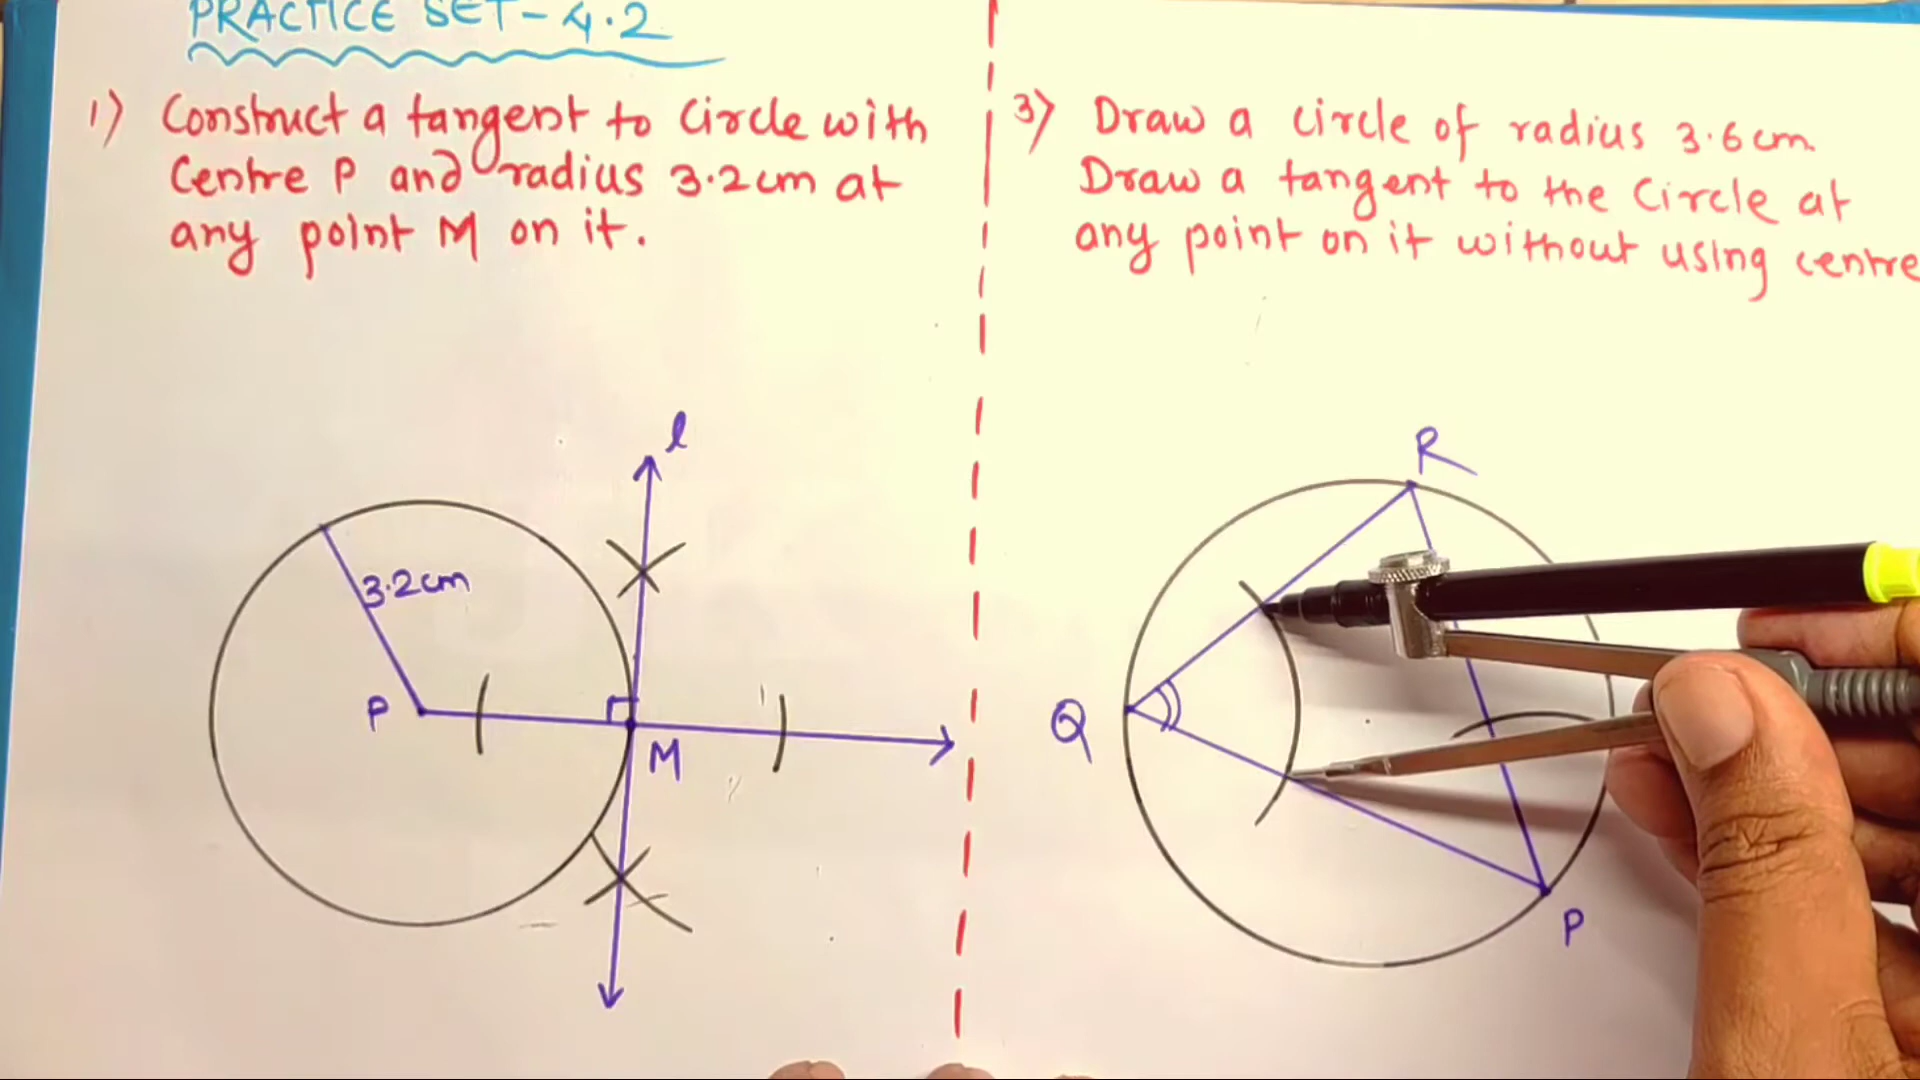 PRACTICE SET-4.2
1) Construct a tangent to Circle with
Centre P and radius 3.2cm at
any point M on it.
3) Draw a circle of radius 3.6cm
Draw a tangent to the Circle at
any point on it without using centre
l
3.2cm
P
M
R
Q
P